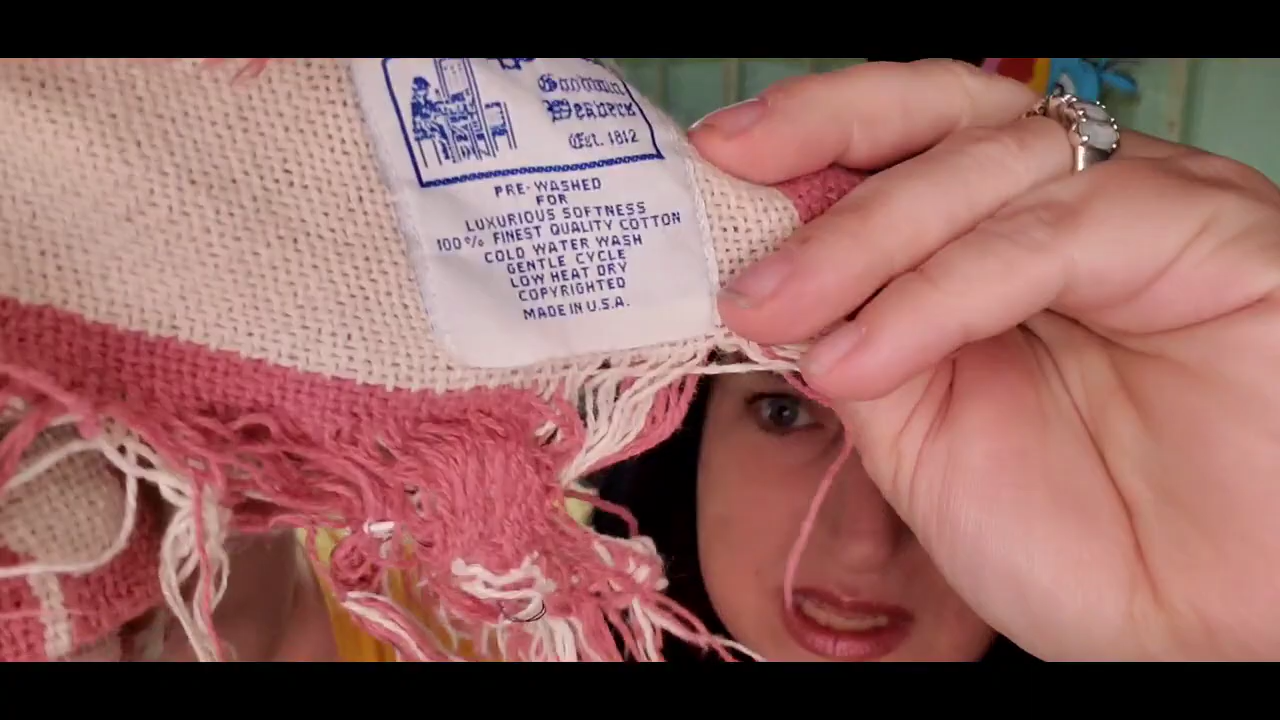 Goodwin
Weavers
Est. 1812
PRE-WASHED
FOR
LUXURIOUS SOFTNESS
100% FINEST QUALITY COTTON
COLD WATER WASH
GENTLE CYCLE
LOW HEAT DRY
COPYRIGHTED
MADE IN U.S.A.